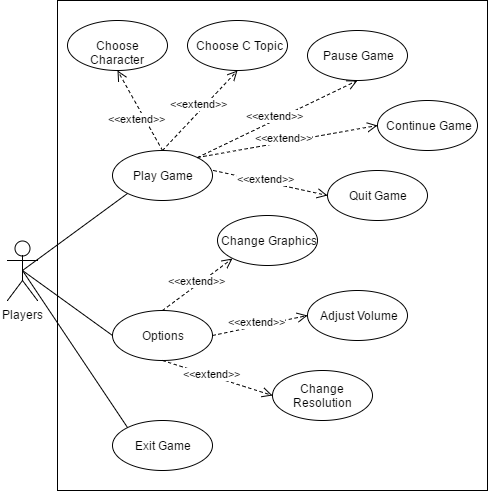 Choose
Character
Choose C Topic
Pause Game
<<extend>>
<<extend>>
<<extend>>
Continue Game
<<extend>>
Play Game
<<extend>>
Quit Game
Change Graphics
<<extend>>
Players
Options
<<extend>>
Adjust Volume
<<extend>>
Change
Resolution
Exit Game